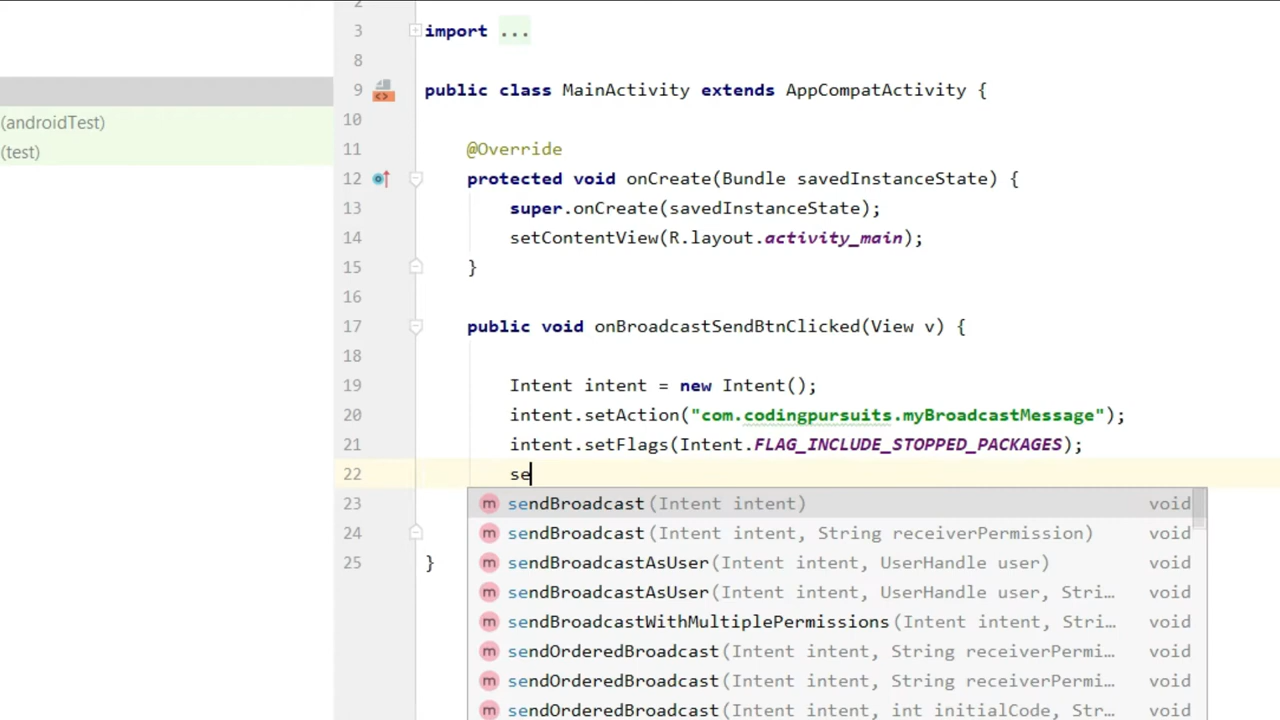 2
3 import ...
8
9 public class MainActivity extends AppCompatActivity {
10
(androidTest)
11 @Override
(test)
12 protected void onCreate(Bundle savedInstanceState) {
13 super.onCreate(savedInstanceState);
14 setContentView(R.layout.activity_main);
15 }
16
17 public void onBroadcastSendBtnClicked(View v) {
18
19 Intent intent = new Intent();
20 intent.setAction("com.codingpursuits.myBroadcastMessage");
21 intent.setFlags(Intent.FLAG_INCLUDE_STOPPED_PACKAGES);
22 se
23 m sendBroadcast(Intent intent) void
24 m sendBroadcast(Intent intent, String receiverPermission) void
25 } m sendBroadcastAsUser(Intent intent, UserHandle user) void
m sendBroadcastAsUser(Intent intent, UserHandle user, Stri… void
m sendBroadcastWithMultiplePermissions(Intent intent, Stri… void
m sendOrderedBroadcast(Intent intent, String receiverPermi… void
m sendOrderedBroadcast(Intent intent, String receiverPermi… void
m sendOrderedBroadcast(Intent intent, int initialCode, Str… void